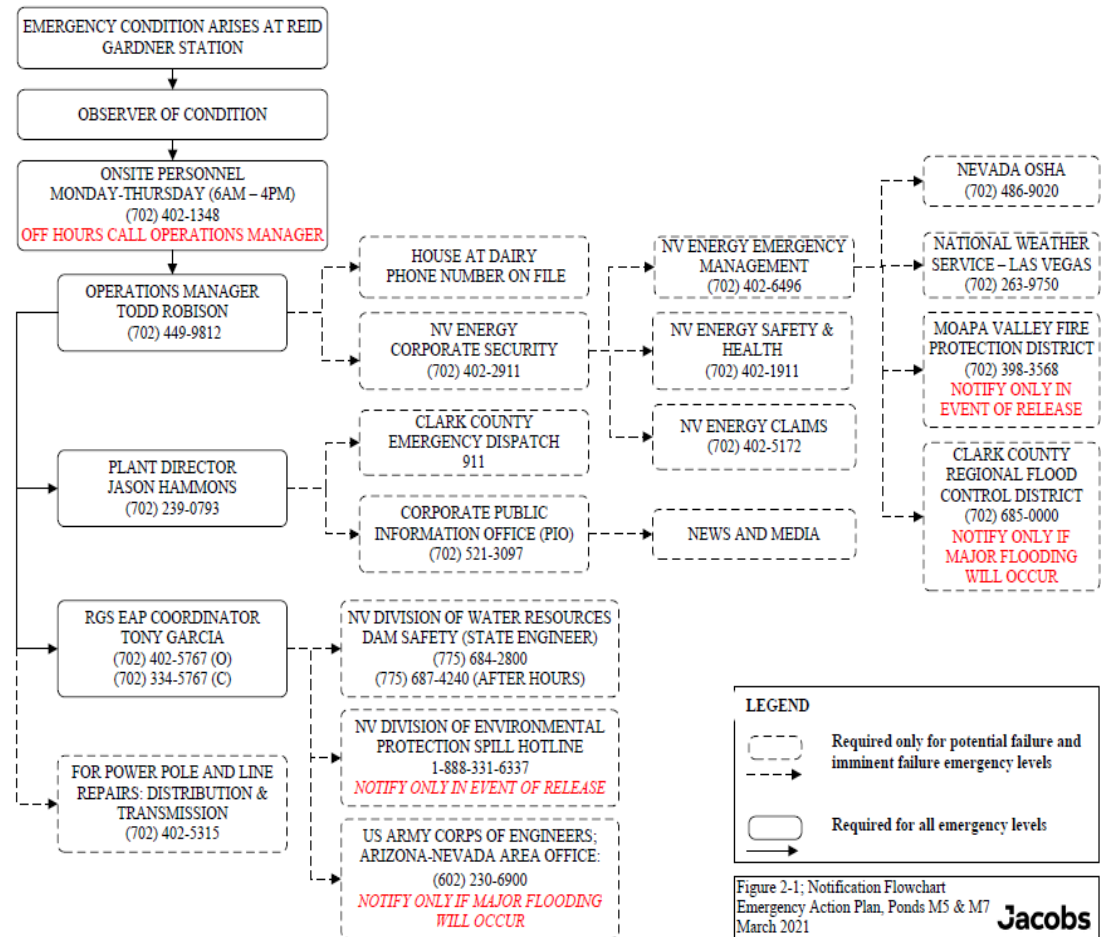 EMERGENCY CONDITION ARISES AT REID
GARDNER STATION
OBSERVER OF CONDITION
ONSITE PERSONNEL
MONDAY-THURSDAY (6AM – 4PM)
(702) 402-1348
OFF HOURS CALL OPERATIONS MANAGER
OPERATIONS MANAGER
TODD ROBISON
(702) 449-9812
PLANT DIRECTOR
JASON HAMMONS
(702) 239-0793
RGS EAP COORDINATOR
TONY GARCIA
(702) 402-5767 (O)
(702) 334-5767 (C)
FOR POWER POLE AND LINE
REPAIRS: DISTRIBUTION &
TRANSMISSION
(702) 402-5315
HOUSE AT DAIRY
PHONE NUMBER ON FILE
NV ENERGY
CORPORATE SECURITY
(702) 402-2911
CLARK COUNTY
EMERGENCY DISPATCH
911
CORPORATE PUBLIC
INFORMATION OFFICE (PIO)
(702) 521-3097
NV DIVISION OF WATER RESOURCES
DAM SAFETY (STATE ENGINEER)
(775) 684-2800
(775) 687-4240 (AFTER HOURS)
NV DIVISION OF ENVIRONMENTAL
PROTECTION SPILL HOTLINE
1-888-331-6337
NOTIFY ONLY IN EVENT OF RELEASE
US ARMY CORPS OF ENGINEERS;
ARIZONA-NEVADA AREA OFFICE:
(602) 230-6900
NOTIFY ONLY IF MAJOR FLOODING
WILL OCCUR
NV ENERGY EMERGENCY
MANAGEMENT
(702) 402-6496
NV ENERGY SAFETY &
HEALTH
(702) 402-1911
NV ENERGY CLAIMS
(702) 402-5172
NEWS AND MEDIA
NEVADA OSHA
(702) 486-9020
NATIONAL WEATHER
SERVICE – LAS VEGAS
(702) 263-9750
MOAPA VALLEY FIRE
PROTECTION DISTRICT
(702) 398-3568
NOTIFY ONLY IN
EVENT OF RELEASE
CLARK COUNTY
REGIONAL FLOOD
CONTROL DISTRICT
(702) 685-0000
NOTIFY ONLY IF
MAJOR FLOODING
WILL OCCUR
LEGEND
Required only for potential failure and
imminent failure emergency levels
Required for all emergency levels
Figure 2-1; Notification Flowchart
Emergency Action Plan, Ponds M5 & M7
March 2021
Jacobs